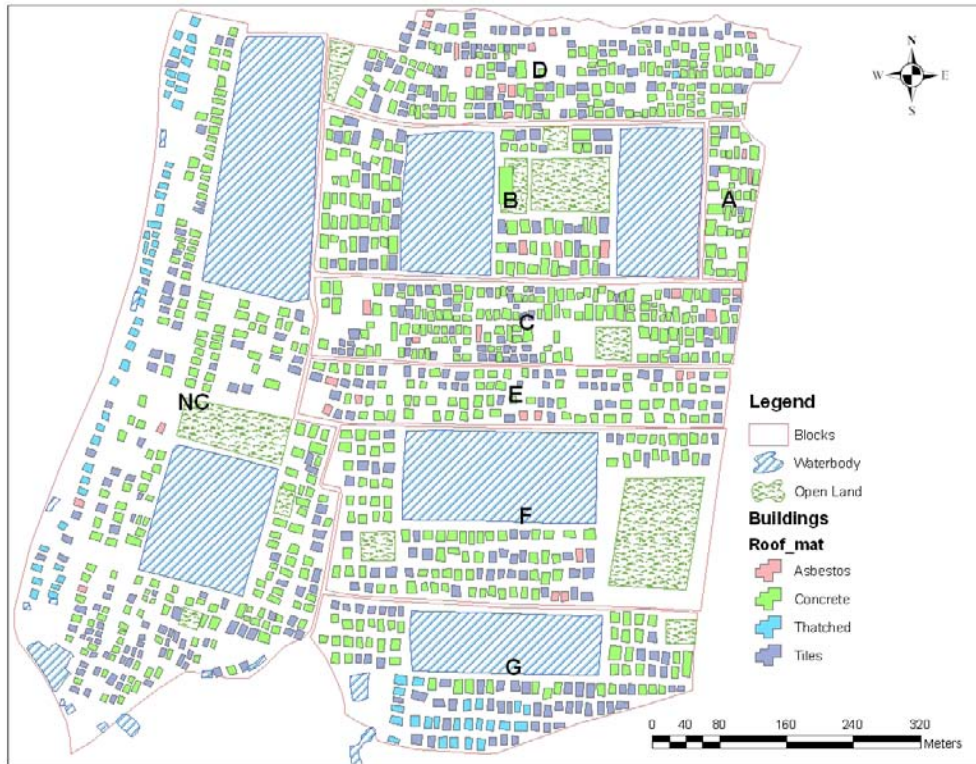 N
W E
S
D
B
A
C
E
NC
F
G
Legend
Blocks
Waterbody
Open Land
Buildings
Roof_mat
Asbestos
Concrete
Thatched
Tiles
0 40 80 160 240 320
Meters